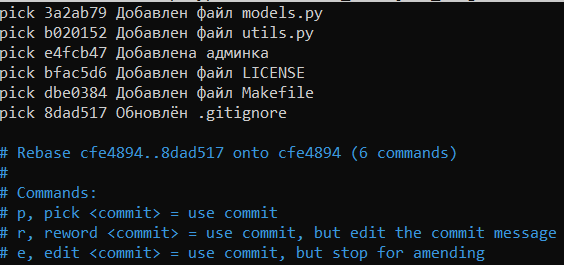 pick 3a2ab79 Добавлен файл models.py
pick b020152 Добавлен файл utils.py
pick e4fcb47 Добавлена админка
pick bfac5d6 Добавлен файл LICENSE
pick dbe0384 Добавлен файл Makefile
pick 8dad517 Обновлён .gitignore

# Rebase cfe4894..8dad517 onto cfe4894 (6 commands)
#
# Commands:
# p, pick <commit> = use commit
# r, reword <commit> = use commit, but edit the commit message
# e, edit <commit> = use commit, but stop for amending